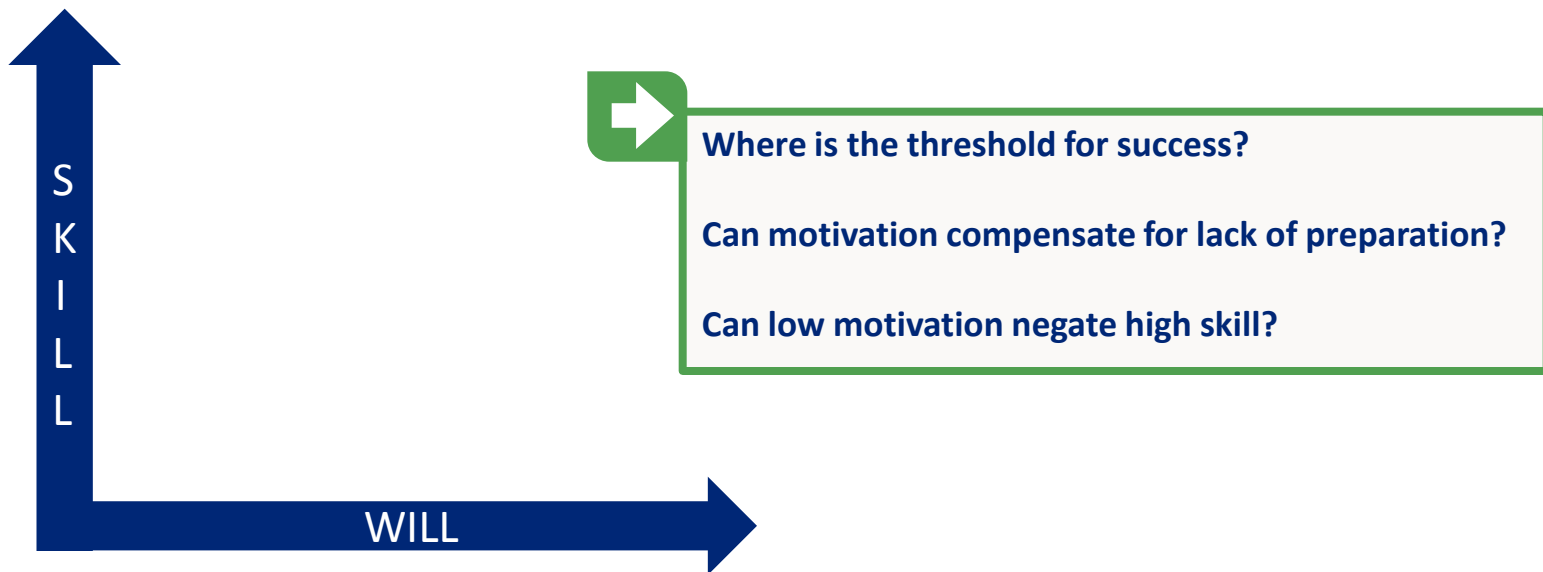 SKILL
Where is the threshold for success?
Can motivation compensate for lack of preparation?
Can low motivation negate high skill?
WILL